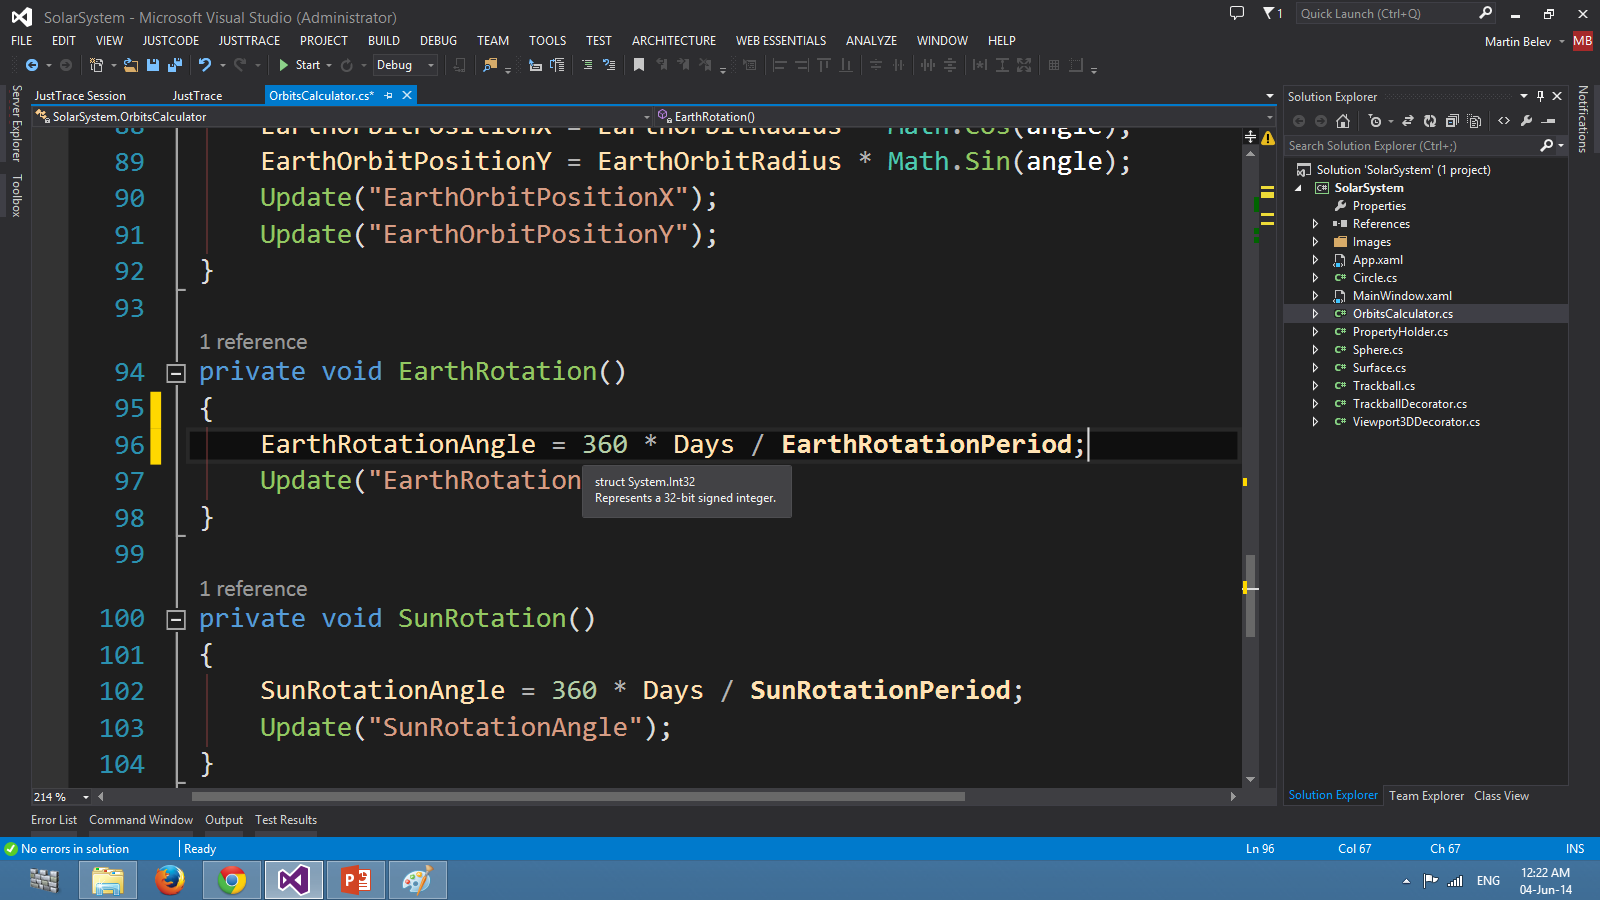 SolarSystem - Microsoft Visual Studio (Administrator)
1
Quick Launch (Ctrl+Q)
FILE EDIT VIEW JUSTCODE JUSTTRACE PROJECT BUILD DEBUG TEAM TOOLS TEST ARCHITECTURE WEB ESSENTIALS ANALYZE WINDOW HELP
Martin Belev MB
Start Debug
Server Explorer
Toolbox
JustTrace Session JustTrace OrbitsCalculator.cs*
SolarSystem.OrbitsCalculator EarthRotation()
88 EarthOrbitPositionX = EarthOrbitRadius * Math.Cos(angle);
89 EarthOrbitPositionY = EarthOrbitRadius * Math.Sin(angle);
90 Update("EarthOrbitPositionX");
91 Update("EarthOrbitPositionY");
92 }
93
1 reference
94 private void EarthRotation()
95 {
96 EarthRotationAngle = 360 * Days / EarthRotationPeriod;
97 Update("EarthRotation
struct System.Int32
Represents a 32-bit signed integer.
98 }
99
1 reference
100 private void SunRotation()
101 {
102 SunRotationAngle = 360 * Days / SunRotationPeriod;
103 Update("SunRotationAngle");
104 }
214 %
Solution Explorer
Search Solution Explorer (Ctrl+;)
Solution 'SolarSystem' (1 project)
C# SolarSystem
Properties
References
Images
App.xaml
C# Circle.cs
MainWindow.xaml
C# OrbitsCalculator.cs
C# PropertyHolder.cs
C# Sphere.cs
C# Surface.cs
C# Trackball.cs
C# TrackballDecorator.cs
C# Viewport3DDecorator.cs
Solution Explorer Team Explorer Class View
Notifications
Error List Command Window Output Test Results
No errors in solution Ready Ln 96 Col 67 Ch 67 INS
ENG
12:22 AM
04-Jun-14